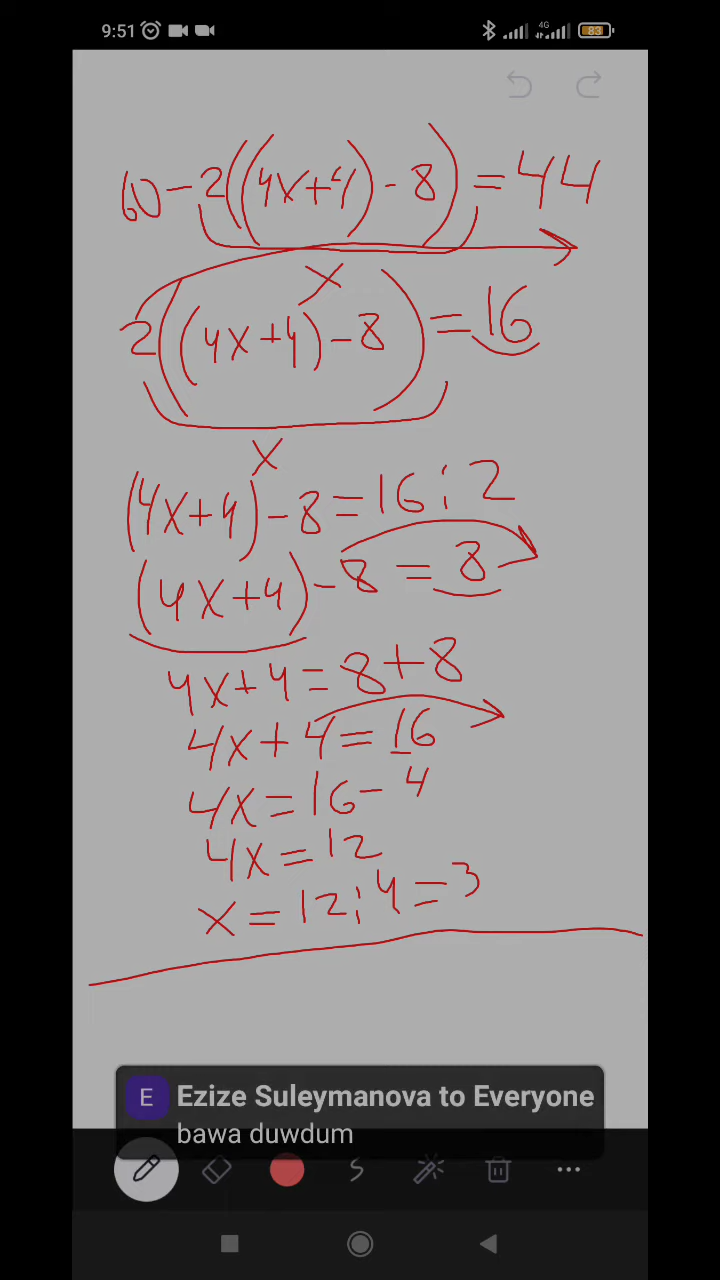 9:51 4G 83
60-2((4x+4)-8)=44
x
2((4x+4)-8)=16
x
(4x+4)-8=16:2
(4x+4)-8=8
4x+4=8+8
4x+4=16
4x=16-4
4x=12
x=12:4=3
E Ezize Suleymanova to Everyone
bawa duwdum